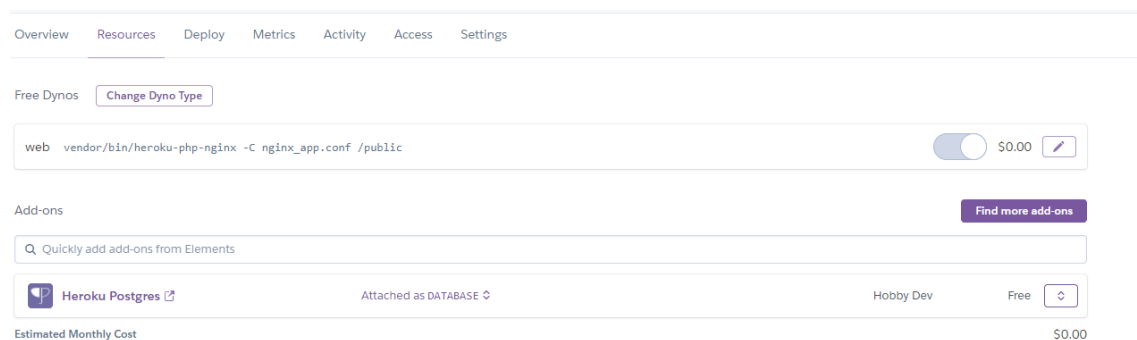 Overview Resources Deploy Metrics Activity Access Settings
Free Dynos Change Dyno Type
web vendor/bin/heroku-php-nginx -C nginx_app.conf /public $0.00
Add-ons Find more add-ons
Quickly add add-ons from Elements
Heroku Postgres Attached as DATABASE Hobby Dev Free
Estimated Monthly Cost $0.00